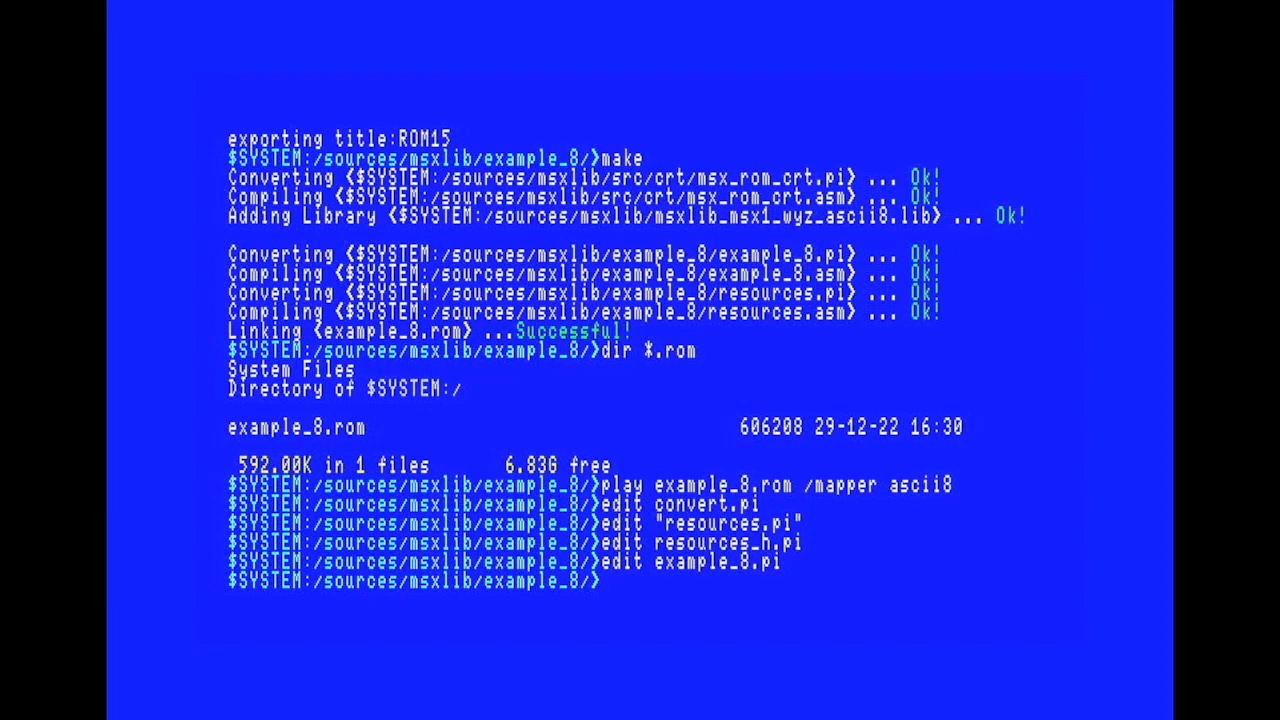 exporting title:ROM15
$SYSTEM:/sources/msxlib/example_8/>make
Converting {$SYSTEM:/sources/msxlib/src/crt/msx_rom_crt.pi} ... Ok!
Compiling {$SYSTEM:/sources/msxlib/src/crt/msx_rom_crt.asm} ... Ok!
Adding Library {$SYSTEM:/sources/msxlib/msxlib_msx1_wyz_ascii8.lib} ... Ok!
Converting {$SYSTEM:/sources/msxlib/example_8/example_8.pi} ... Ok!
Compiling {$SYSTEM:/sources/msxlib/example_8/example_8.asm} ... Ok!
Converting {$SYSTEM:/sources/msxlib/example_8/resources.pi} ... Ok!
Compiling {$SYSTEM:/sources/msxlib/example_8/resources.asm} ... Ok!
Linking {example_8.rom} ...Successful!
$SYSTEM:/sources/msxlib/example_8/>dir *.rom
System Files
Directory of $SYSTEM:/
example_8.rom 606208 29-12-22 16:30
592.00K in 1 files 6.83G free
$SYSTEM:/sources/msxlib/example_8/>play example_8.rom /mapper ascii8
$SYSTEM:/sources/msxlib/example_8/>edit convert.pi
$SYSTEM:/sources/msxlib/example_8/>edit "resources.pi"
$SYSTEM:/sources/msxlib/example_8/>edit resources_h.pi
$SYSTEM:/sources/msxlib/example_8/>edit example_8.pi
$SYSTEM:/sources/msxlib/example_8/>